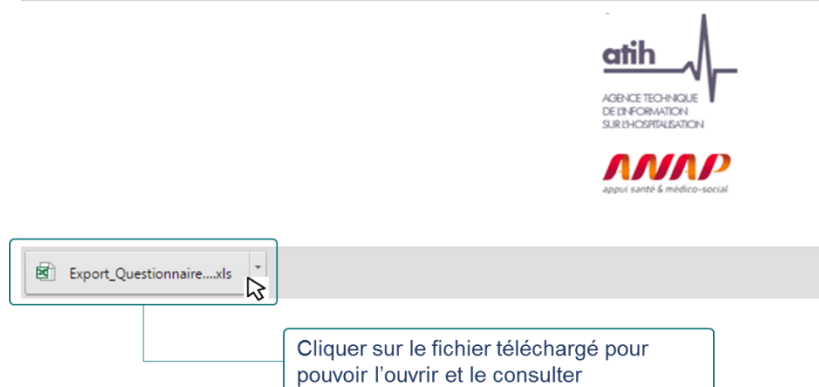 atih
AGENCE TECHNIQUE
DE L'INFORMATION
SUR L'HOSPITALISATION
ANAP
appui santé & médico-social
Export_Questionnaire....xls
Cliquer sur le fichier téléchargé pour
pouvoir l'ouvrir et le consulter